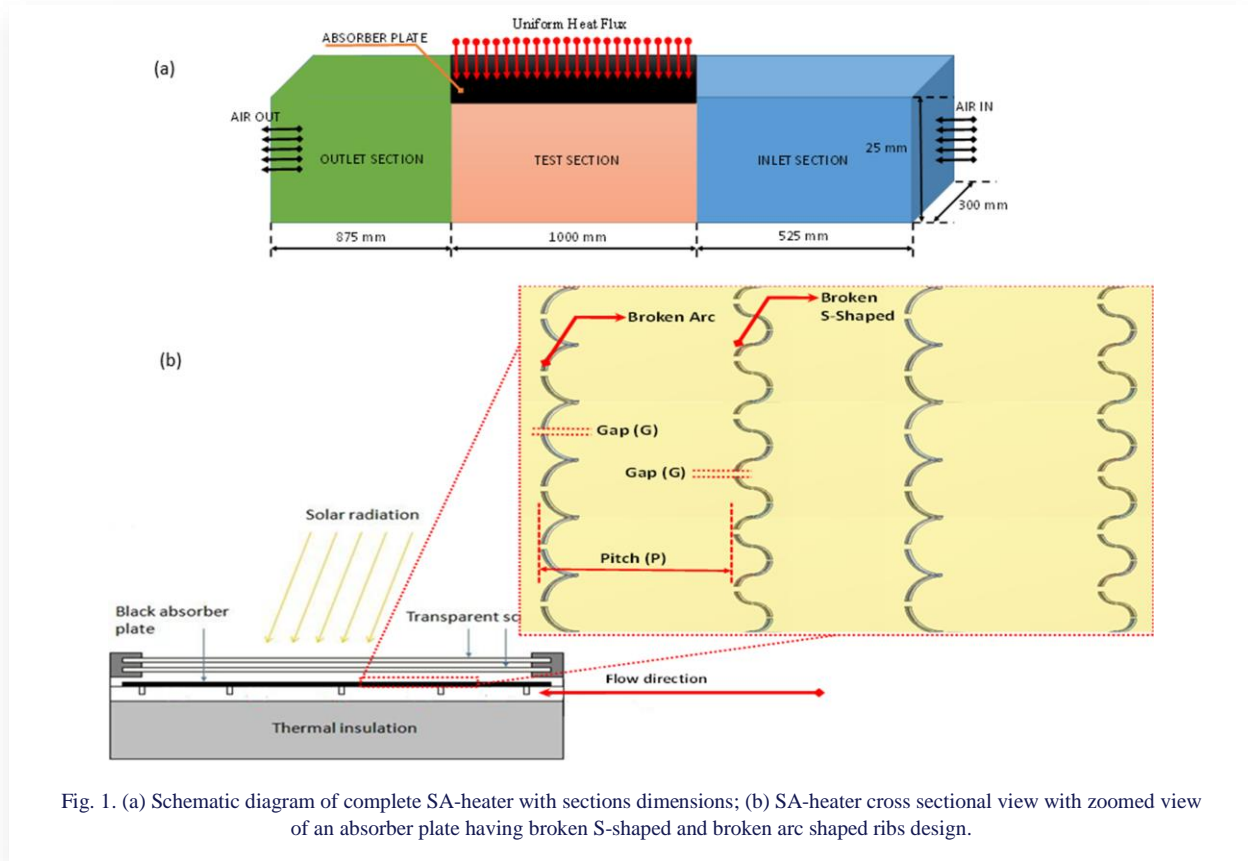 Uniform Heat Flux
ABSORBER PLATE
(a)
AIR OUT
AIR IN
OUTLET SECTION
TEST SECTION
INLET SECTION
25 mm
300 mm
875 mm
1000 mm
525 mm
Broken Arc
Broken
S-Shaped
(b)
Gap (G)
Gap (G)
Solar radiation
Pitch (P)
Black absorber
plate
Transparent sc
Flow direction
Thermal insulation
Fig. 1. (a) Schematic diagram of complete SA-heater with sections dimensions; (b) SA-heater cross sectional view with zoomed view
of an absorber plate having broken S-shaped and broken arc shaped ribs design.